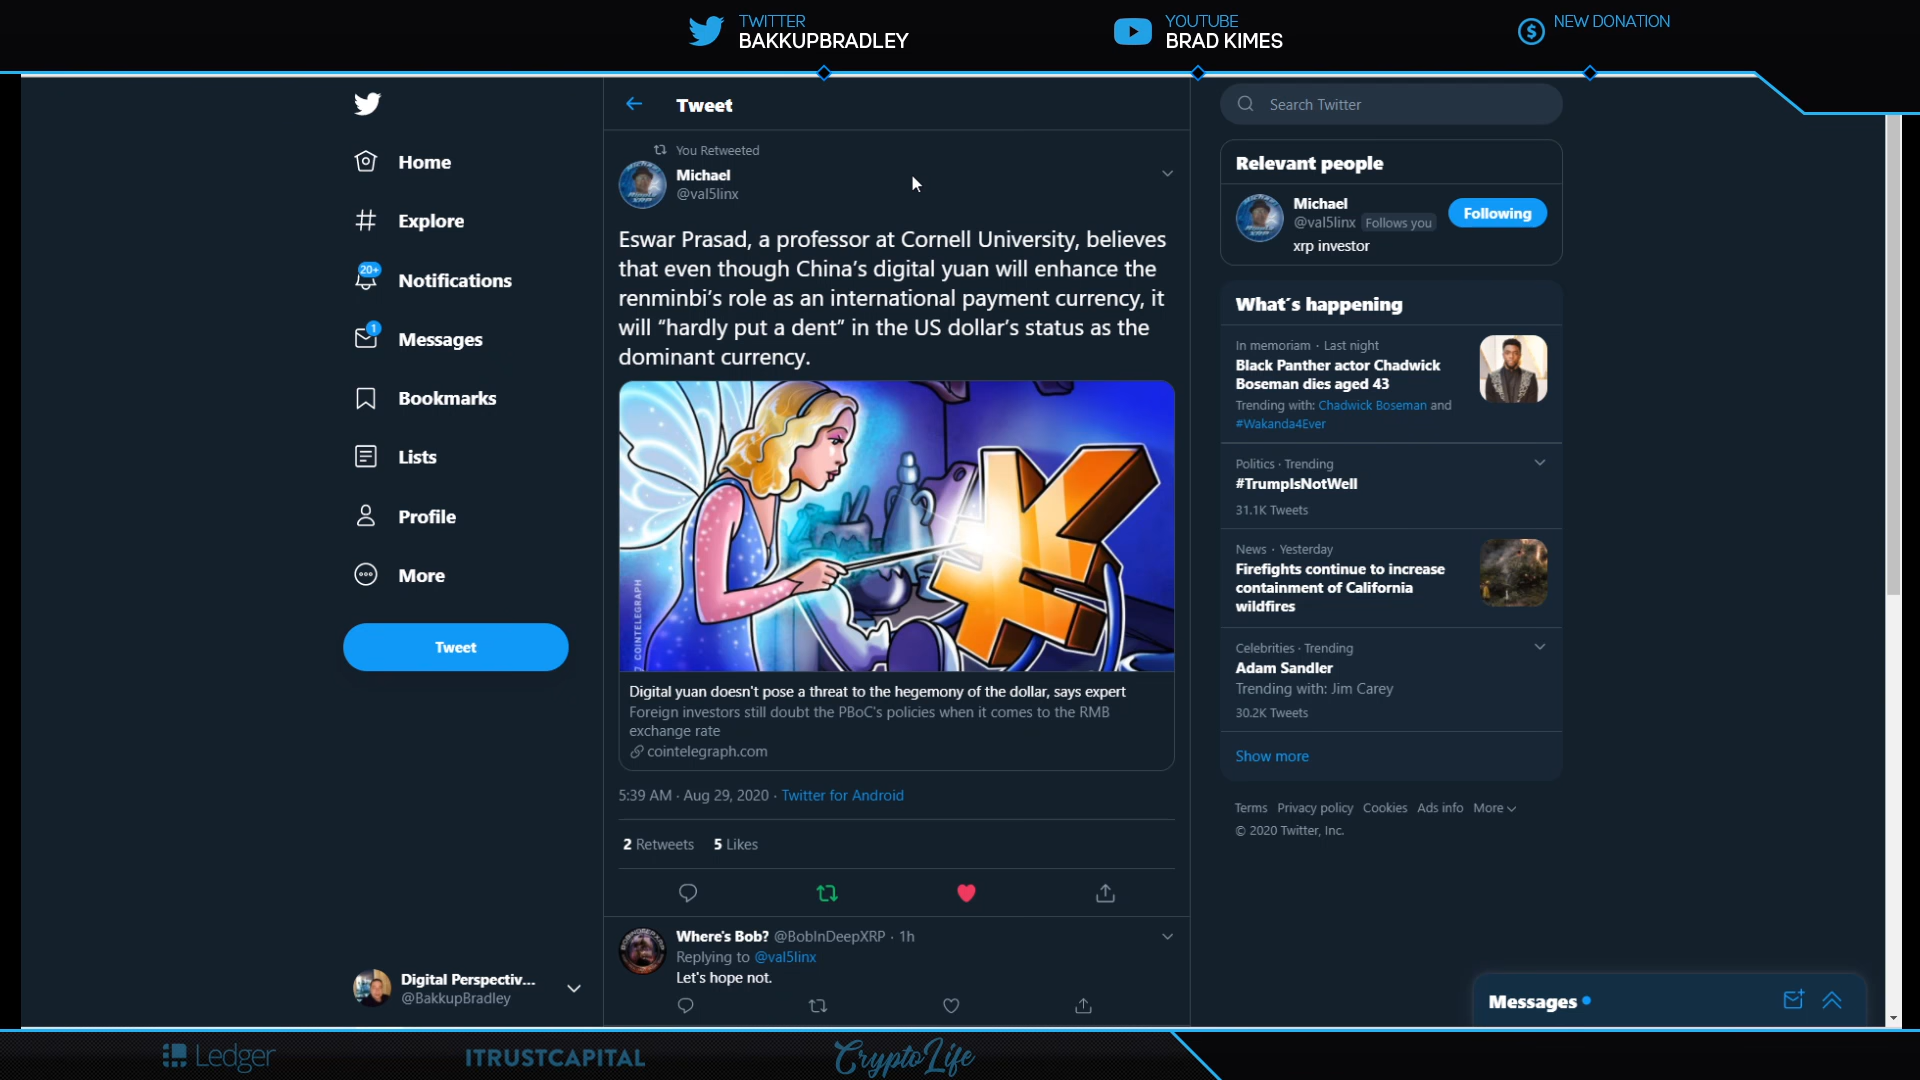 TWITTER
BAKKUPBRADLEY
YOUTUBE
BRAD KIMES
NEW DONATION
Home
Explore
20+
Notifications
1
Messages
Bookmarks
Lists
Profile
More
Tweet
Digital Perspectiv...
@BakkupBradley
Tweet
You Retweeted
Michael
@val5linx
Eswar Prasad, a professor at Cornell University, believes
that even though China's digital yuan will enhance the
renminbi's role as an international payment currency, it
will “hardly put a dent” in the US dollar's status as the
dominant currency.
COINTELEGRAPH
Digital yuan doesn't pose a threat to the hegemony of the dollar, says expert
Foreign investors still doubt the PBoC's policies when it comes to the RMB
exchange rate
cointelegraph.com
5:39 AM · Aug 29, 2020 · Twitter for Android
2 Retweets 5 Likes
Where's Bob? @BobInDeepXRP · 1h
Replying to @val5linx
Let's hope not.
Search Twitter
Relevant people
Michael
@val5linx Follows you
Following
xrp investor
What´s happening
In memoriam · Last night
Black Panther actor Chadwick
Boseman dies aged 43
Trending with: Chadwick Boseman and
#Wakanda4Ever
Politics · Trending
#TrumpIsNotWell
31.1K Tweets
News · Yesterday
Firefights continue to increase
containment of California
wildfires
Celebrities · Trending
Adam Sandler
Trending with: Jim Carey
30.2K Tweets
Show more
Terms Privacy policy Cookies Ads info More
© 2020 Twitter, Inc.
Messages
Ledger
ITRUSTCAPITAL
CryptoLife